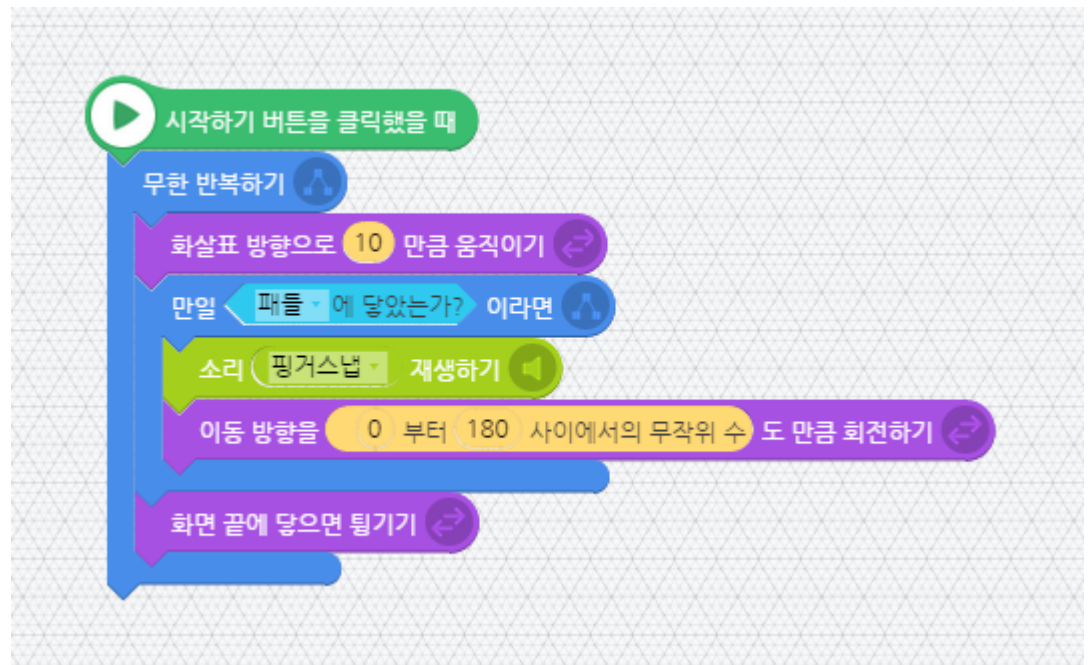 시작하기 버튼을 클릭했을 때
무한 반복하기
화살표 방향으로 10 만큼 움직이기
만일 패들 에 닿았는가? 이라면
소리 핑거스냅 재생하기
이동 방향을 0 부터 180 사이에서의 무작위 수 도 만큼 회전하기
화면 끝에 닿으면 튕기기